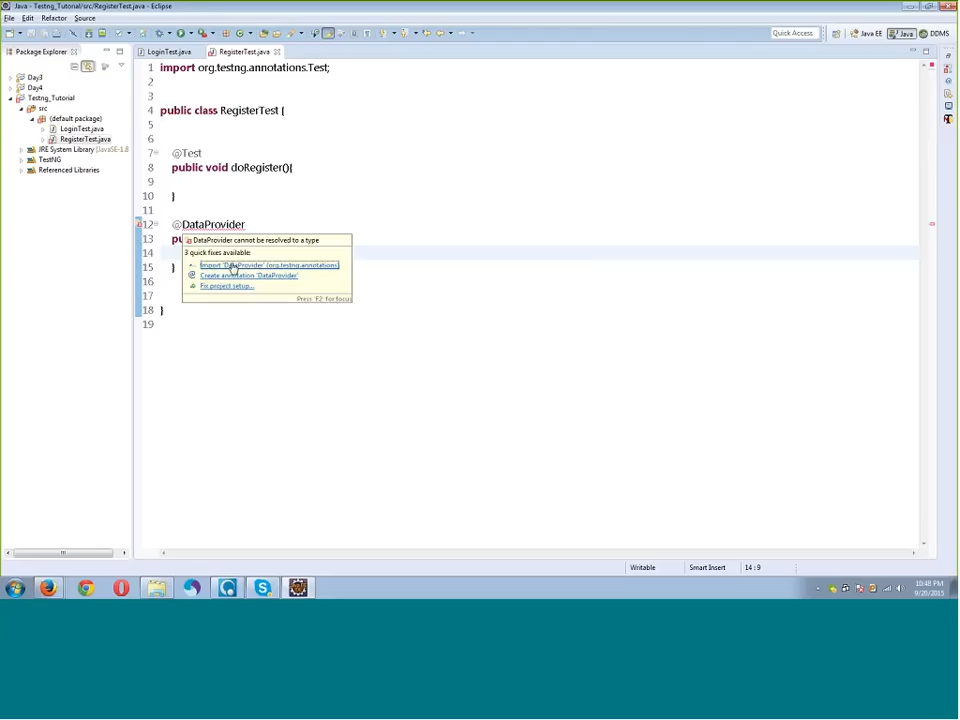 Java - Testng_Tutorial/src/RegisterTest.java - Eclipse
File Edit Refactor Source
Quick Access Java EE Java DDMS
Package Explorer LoginTest.java RegisterTest.java
Day3
Day4
Testng_Tutorial
src
(default package)
LoginTest.java
RegisterTest.java
JRE System Library [JavaSE-1.8
TestNG
Referenced Libraries
1 import org.testng.annotations.Test;
2
3
4 public class RegisterTest {
5
6
7 @Test
8 public void doRegister(){
9
10 }
11
12 @DataProvider
13 pu
14
15 }
16
17
18 }
19
DataProvider cannot be resolved to a type
3 quick fixes available:
Import 'DataProvider' (org.testng.annotations)
Create annotation 'DataProvider'
Fix project setup...
Press 'F2' for focus
Writable Smart Insert 14 : 9
10:48 PM
9/20/2015